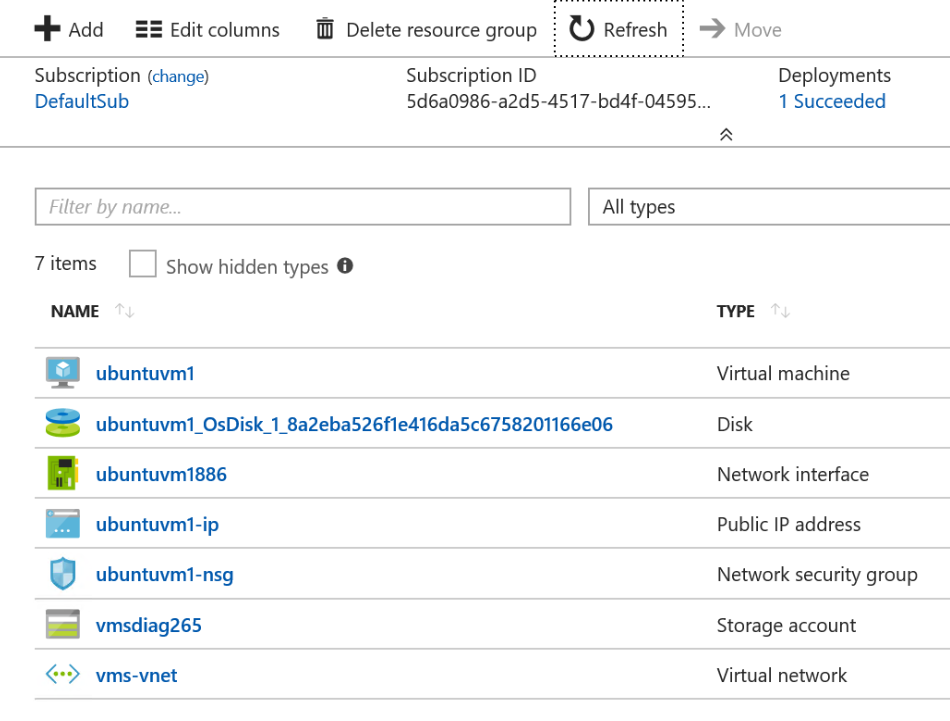 Add Edit columns Delete resource group Refresh Move
Subscription (change) Subscription ID Deployments
DefaultSub 5d6a0986-a2d5-4517-bd4f-04595... 1 Succeeded
Filter by name... All types
7 items Show hidden types
NAME TYPE
ubuntuvm1 Virtual machine
ubuntuvm1_OsDisk_1_8a2eba526f1e416da5c6758201166e06 Disk
ubuntuvm1886 Network interface
ubuntuvm1-ip Public IP address
ubuntuvm1-nsg Network security group
vmsdiag265 Storage account
vms-vnet Virtual network